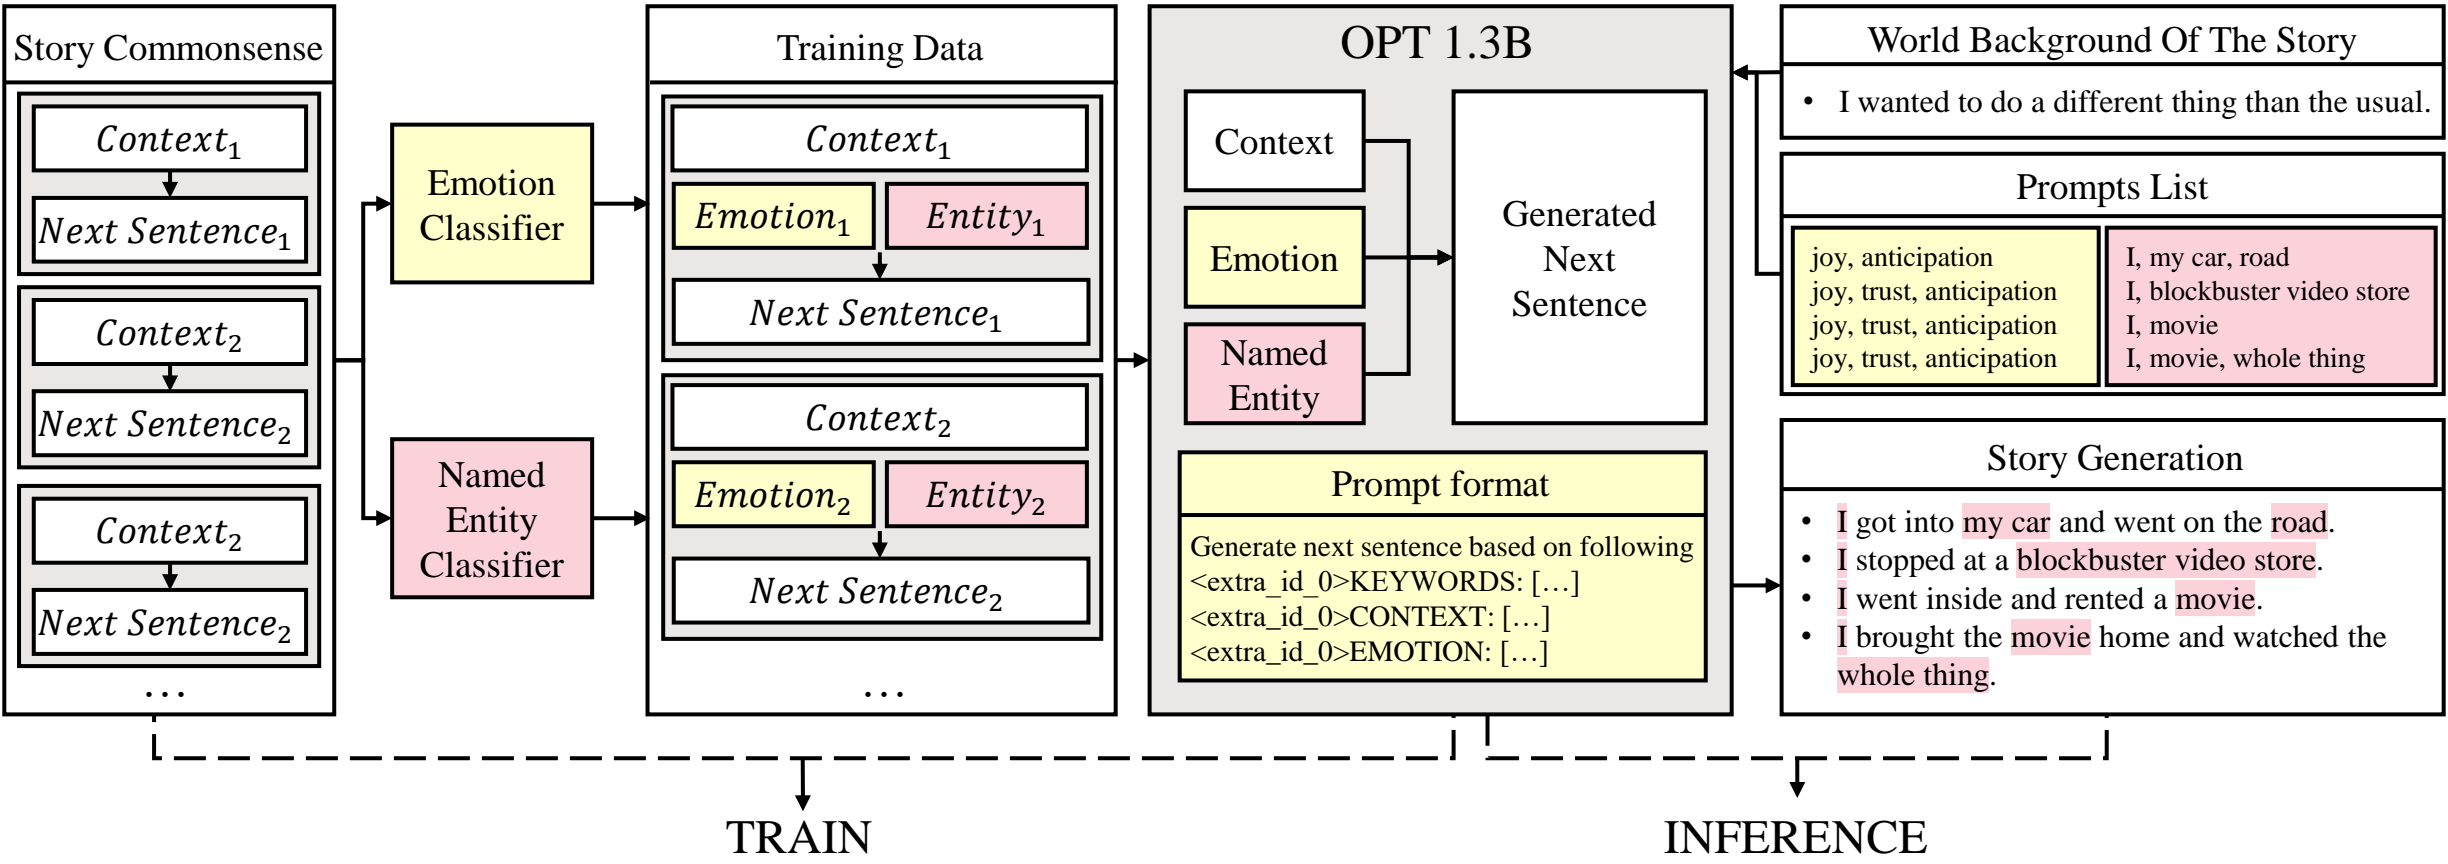 Story Commonsense
Context₁
Next Sentence₁
Context₂
Next Sentence₂
Context₂
Next Sentence₂
...
Emotion
Classifier
Named
Entity
Classifier
Training Data
Context₁
Emotion₁
Entity₁
Next Sentence₁
Context₂
Emotion₂
Entity₂
Next Sentence₂
...
OPT 1.3B
Context
Emotion
Named
Entity
Generated
Next
Sentence
Prompt format
Generate next sentence based on following
<extra_id_0>KEYWORDS: […]
<extra_id_0>CONTEXT: […]
<extra_id_0>EMOTION: […]
World Background Of The Story
• I wanted to do a different thing than the usual.
Prompts List
joy, anticipation
joy, trust, anticipation
joy, trust, anticipation
joy, trust, anticipation
I, my car, road
I, blockbuster video store
I, movie
I, movie, whole thing
Story Generation
• I got into my car and went on the road.
• I stopped at a blockbuster video store.
• I went inside and rented a movie.
• I brought the movie home and watched the
whole thing.
TRAIN
INFERENCE